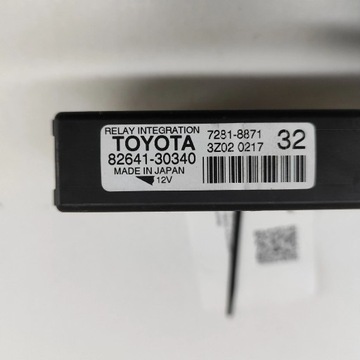 RELAY INTEGRATION 7281-8871 32
TOYOTA 3Z02 0217
82641-30340
MADE IN JAPAN
12V